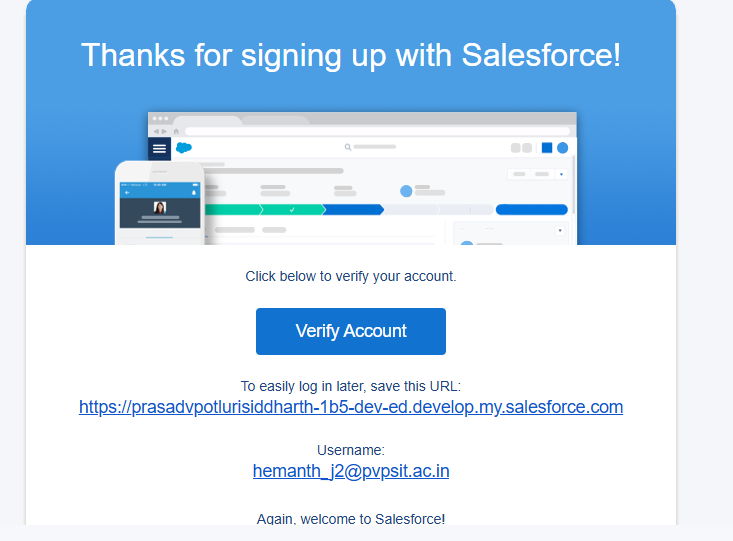 Thanks for signing up with Salesforce!
Click below to verify your account.
Verify Account
To easily log in later, save this URL:
https://prasadvpotlurisiddharth-1b5-dev-ed.develop.my.salesforce.com
Username:
hemanth_j2@pvpsit.ac.in
Again, welcome to Salesforce!